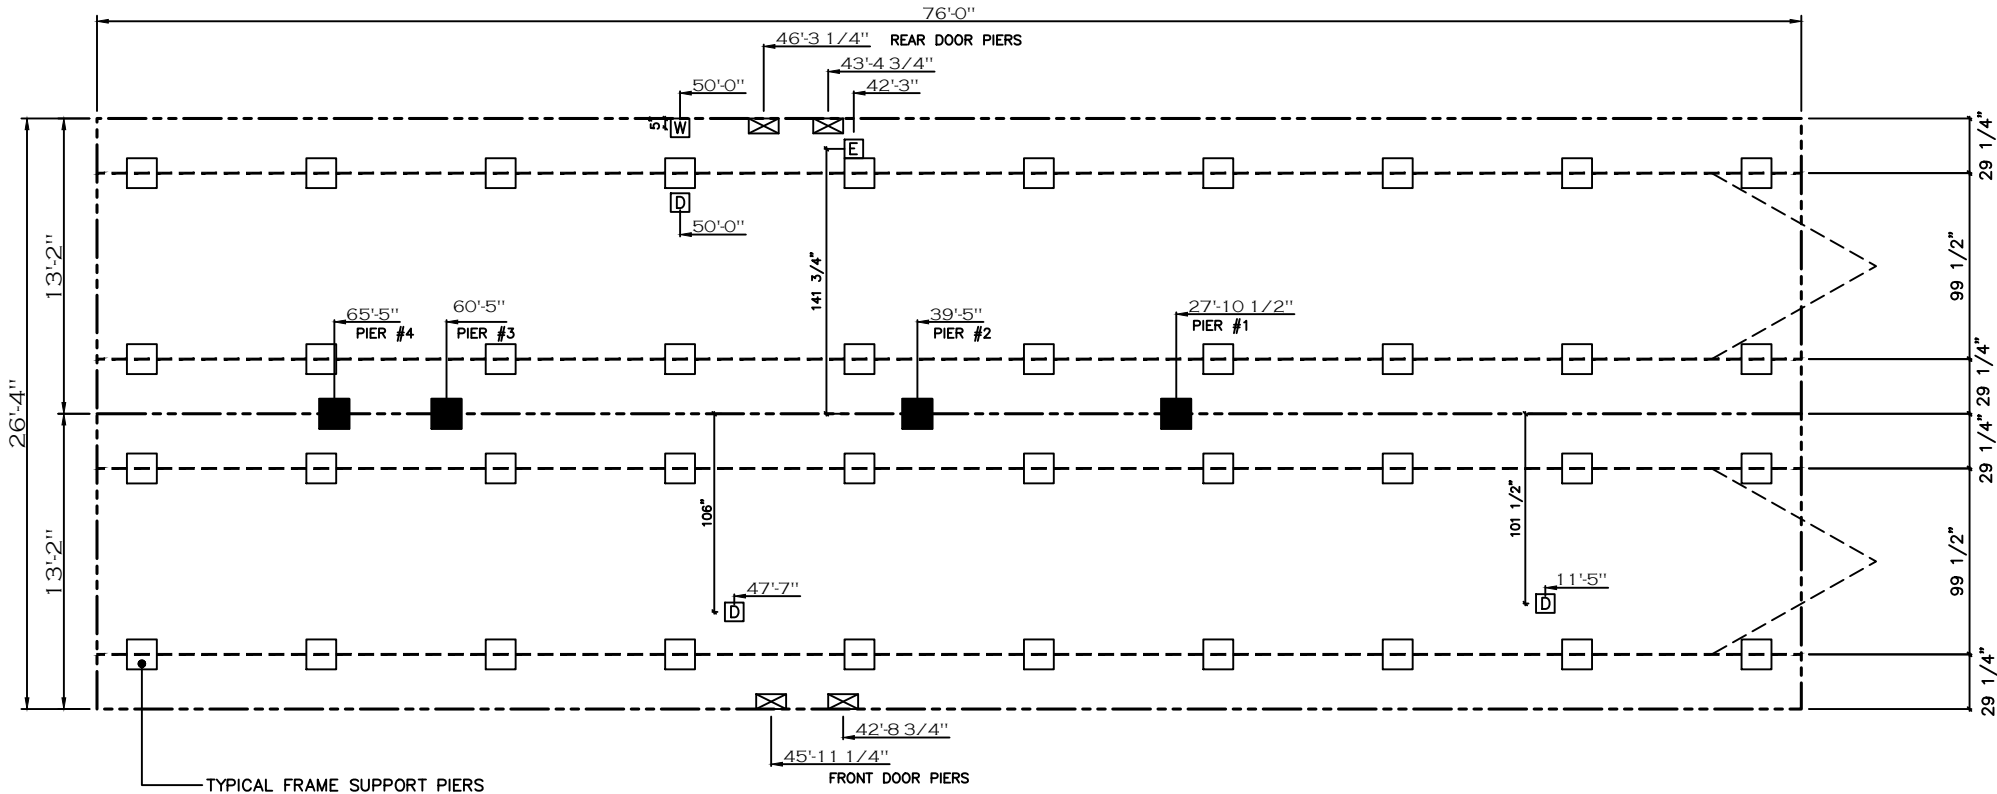 76'-0"
46'-3 1/4" REAR DOOR PIERS
43'-4 3/4"
50'-0"
42'-3"
5"
W
E
D
50'-0"
29 1/4"
13'-2"
141 3/4"
99 1/2"
65'-5"
PIER #4
60'-5"
PIER #3
39'-5"
PIER #2
27'-10 1/2"
PIER #1
29 1/4"
26'-4"
29 1/4"
106"
101 1/2"
13'-2"
99 1/2"
47'-7"
D
11'-5"
D
29 1/4"
42'-8 3/4"
45'-11 1/4"
FRONT DOOR PIERS
TYPICAL FRAME SUPPORT PIERS